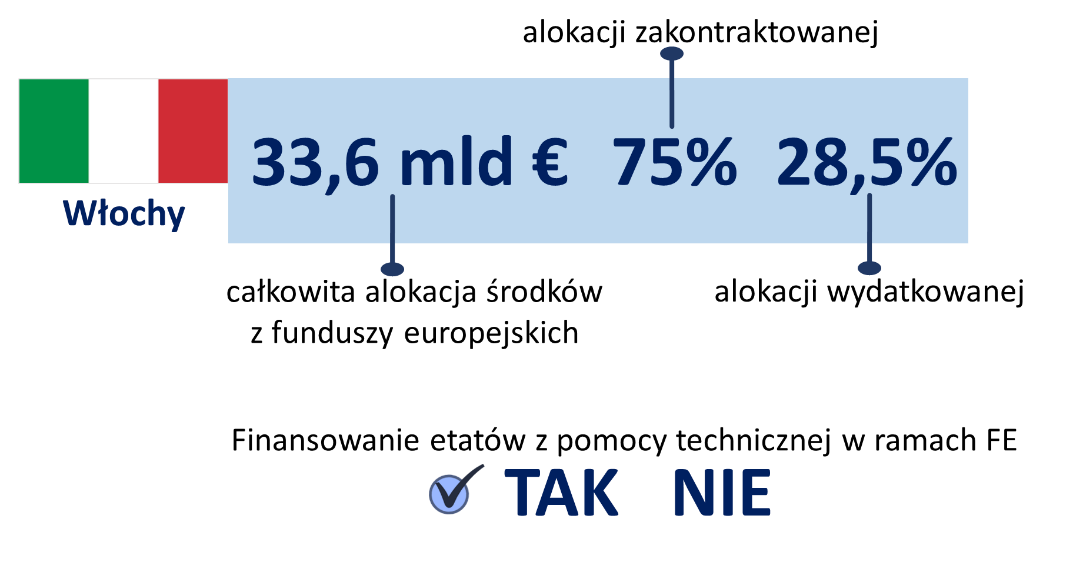 alokacji zakontraktowanej
33,6 mld € 75% 28,5%
Włochy
całkowita alokacja środków
z funduszy europejskich
alokacji wydatkowanej
Finansowanie etatów z pomocy technicznej w ramach FE
TAK NIE